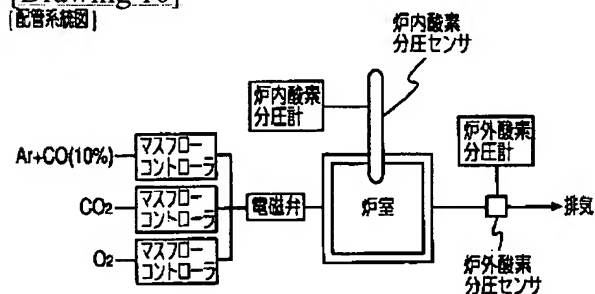 [Drawing 10]
[配管系統図]
炉内酸素
分圧センサ
炉内酸素
分圧計
炉外酸素
分圧計
Ar+CO(10%)
マスフロー
コントローラ
CO2
マスフロー
コントローラ
電磁弁
炉室
排気
O2
マスフロー
コントローラ
炉外酸素
分圧センサ